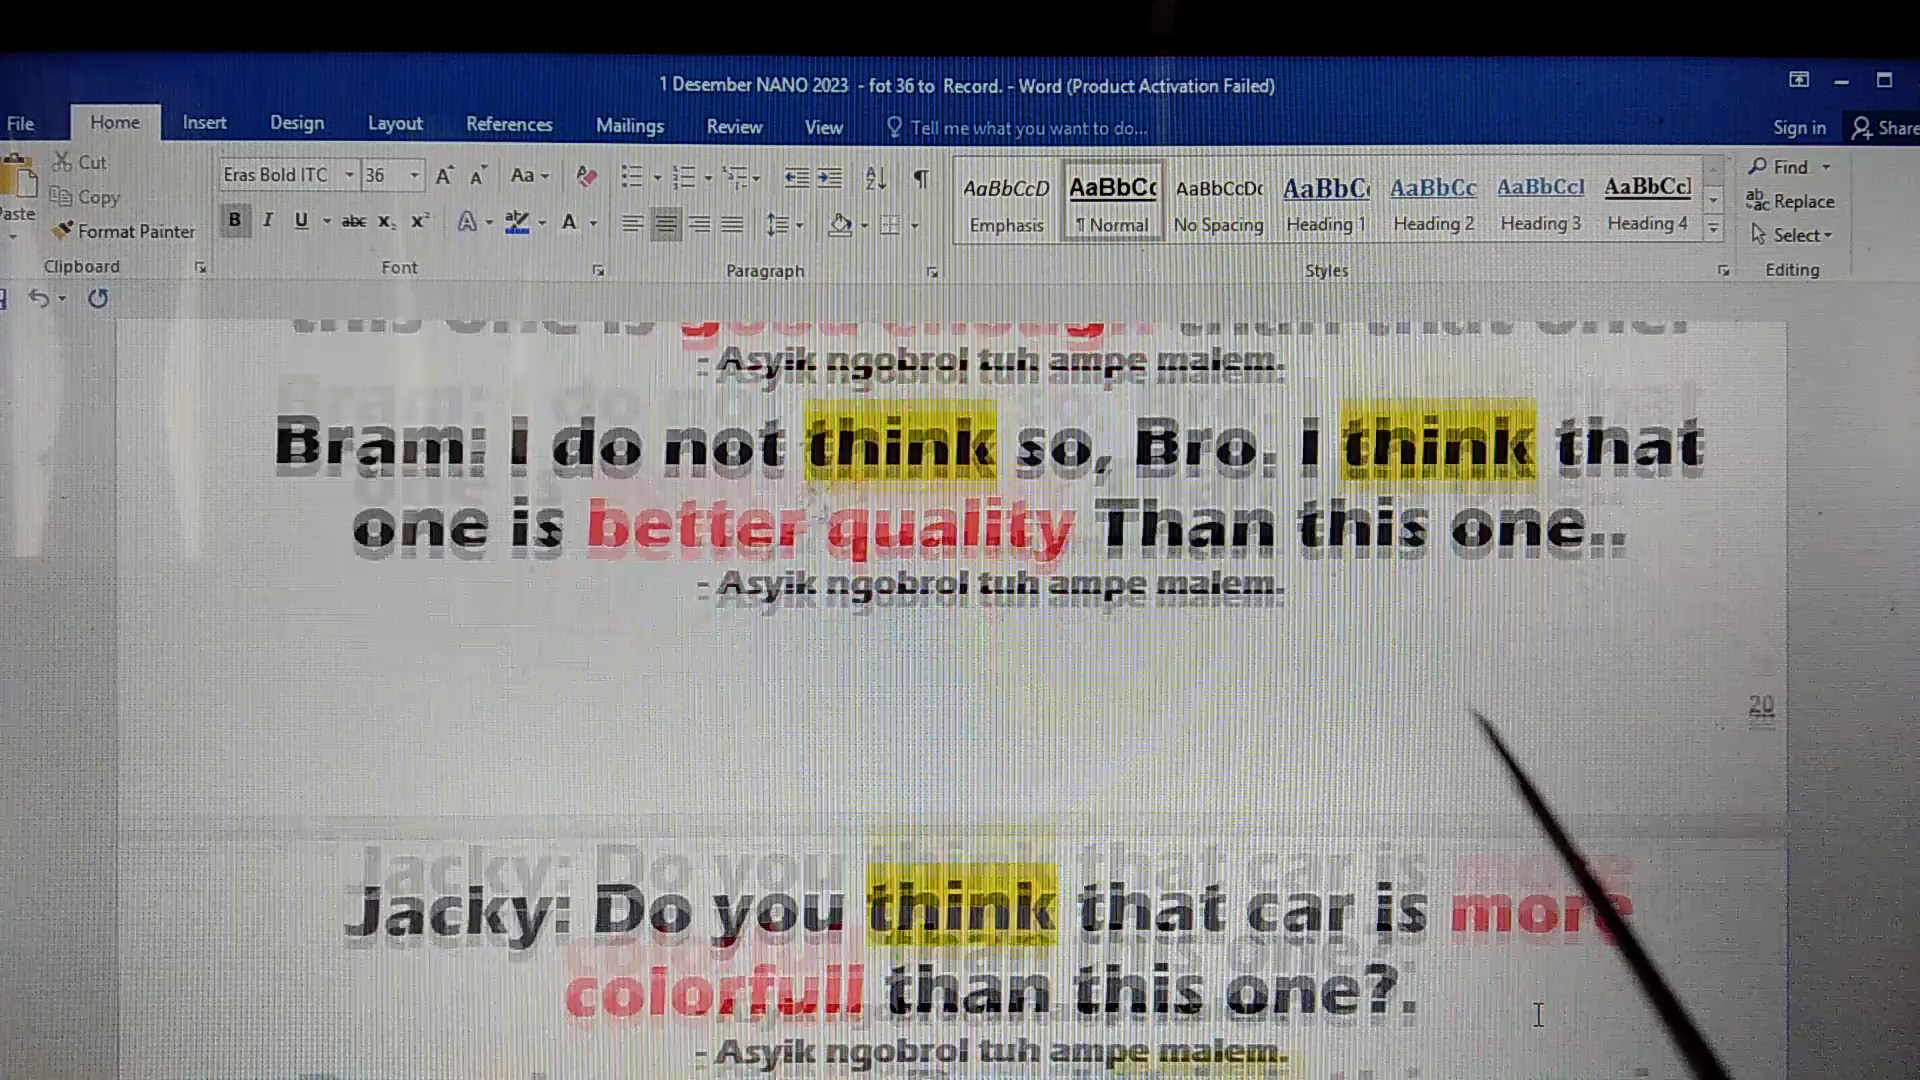 1 Desember NANO 2023 - fot 36 to Record. - Word (Product Activation Failed)
File Home Insert Design Layout References Mailings Review View Tell me what you want to do... Sign in Share
Cut
Copy
Format Painter
Clipboard
Eras Bold ITC 36
Font
Paragraph
AaBbCcD AaBbCc AaBbCcDc AaBbC AaBbCc AaBbCcI AaBbCcI
Emphasis ¶ Normal No Spacing Heading 1 Heading 2 Heading 3 Heading 4
Styles
Find
Replace
Select
Editing
- Asyik ngobrol tuh ampe malem.
Bram: I do not think so, Bro. I think that
one is better quality Than this one..
- Asyik ngobrol tuh ampe malem.
20
Jacky: Do you think that car is more
colorfull than this one?.
- Asyik ngobrol tuh ampe malem.